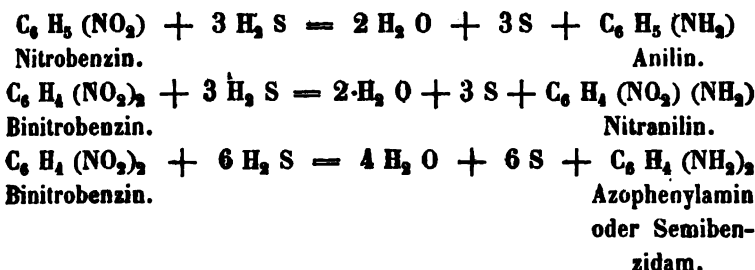 C₆ H₅ (NO₂) + 3 H₂ S = 2 H₂ O + 3 S + C₆ H₅ (NH₂)
Nitrobenzin. Anilin.
C₆ H₄ (NO₂)₂ + 3 H₂ S = 2·H₂ O + 3 S + C₆ H₄ (NO₂) (NH₂)
Binitrobenzin. Nitranilin.
C₆ H₄ (NO₂)₂ + 6 H₂ S = 4 H₂ O + 6 S + C₆ H₄ (NH₂)₂
Binitrobenzin. Azophenylamin
oder Semiben-
zidam.